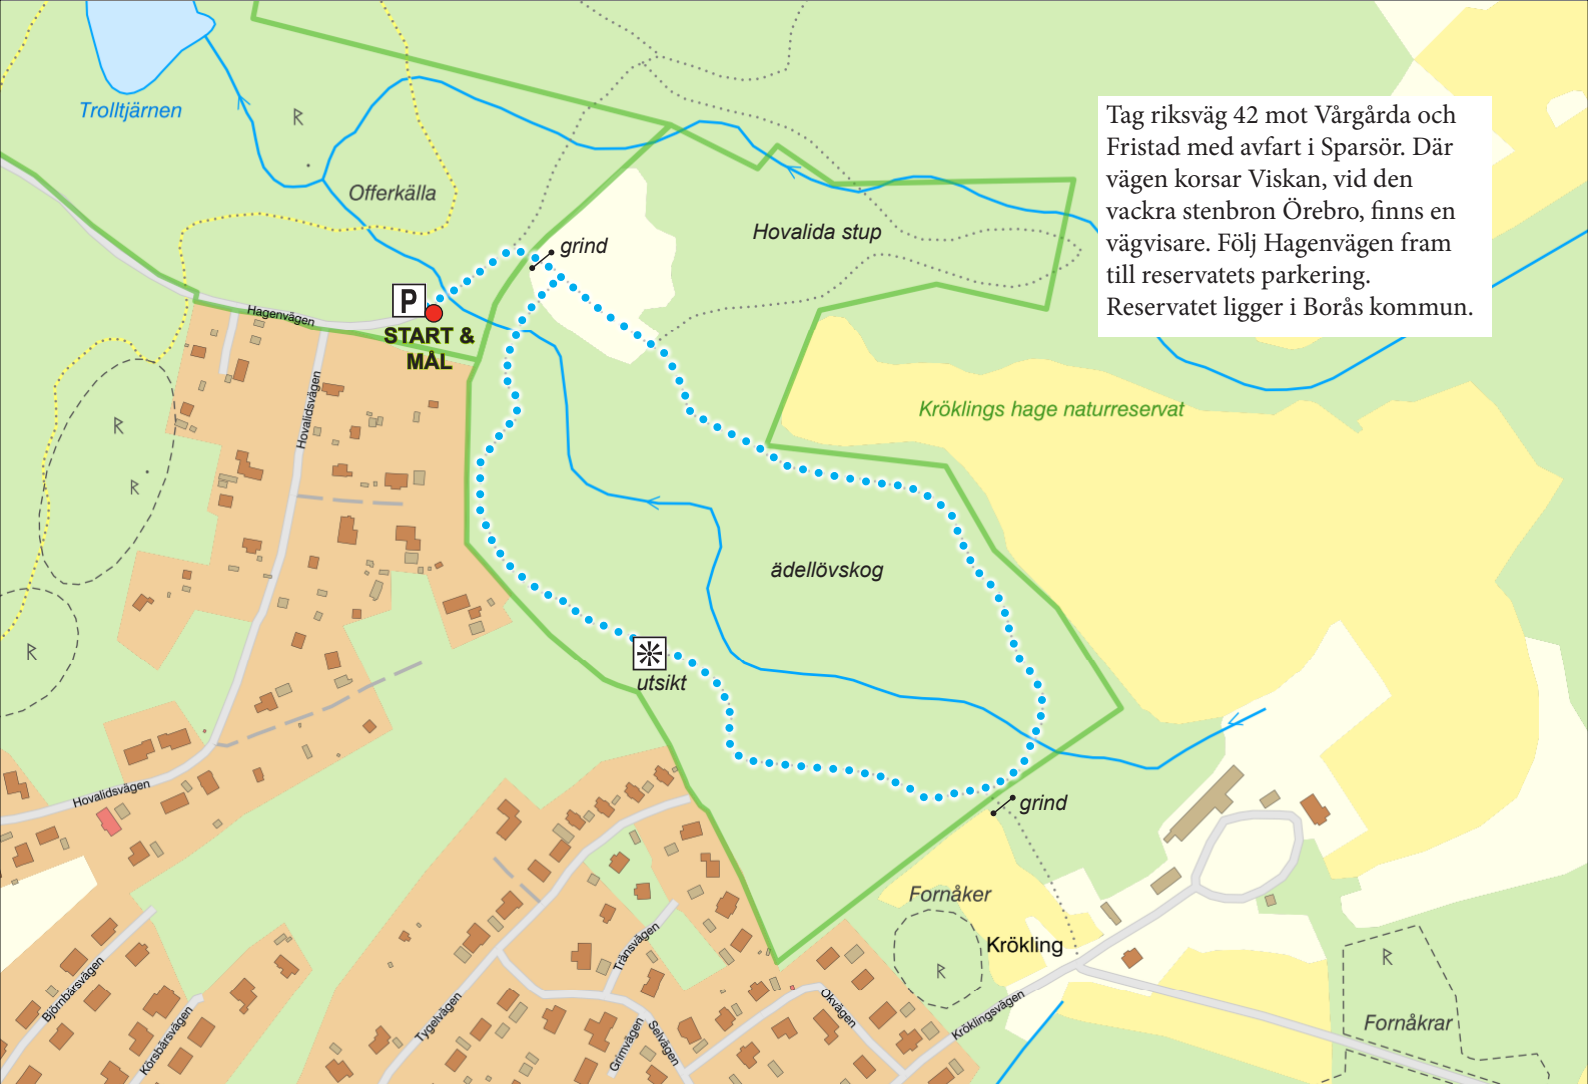 Trolltjärnen
Offerkälla
grind
Hovalida stup
Tag riksväg 42 mot Vårgårda och
Fristad med avfart i Sparsör. Där
vägen korsar Viskan, vid den
vackra stenbron Örebro, finns en
vägvisare. Följ Hagenvägen fram
till reservatets parkering.
Reservatet ligger i Borås kommun.
P
START &
MÅL
Hagenvägen
Hovalidsvägen
Kröklings hage naturreservat
ädellövskog
utsikt
Hovalidsvägen
grind
Fornåker
Krökling
Björnbärsvägen
Körsbärsvägen
Tygelvägen
Tränsvägen
Grimvägen
Selvägen
Okvägen
Kröklingsvägen
Fornåkrar